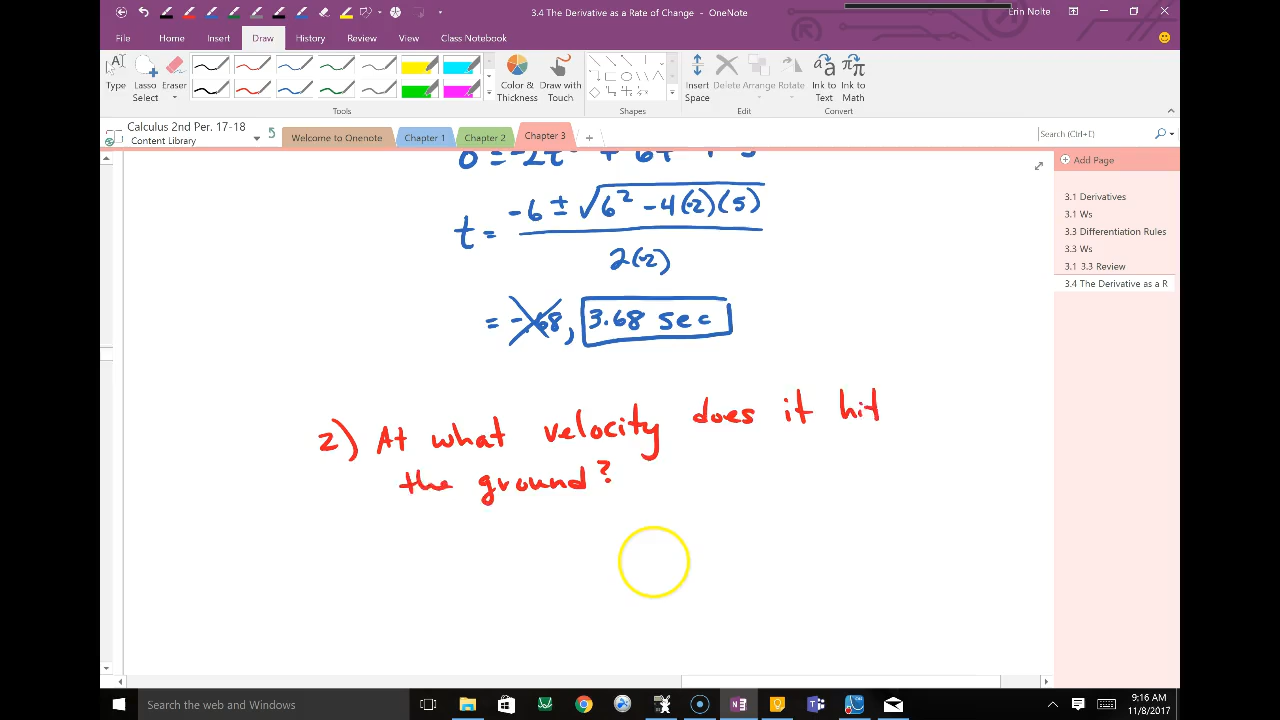 3.4 The Derivative as a Rate of Change - OneNote
Erin Nolte
File Home Insert Draw History Review View Class Notebook
Type
Lasso Select
Eraser
Color & Thickness
Draw with Touch
Insert Space
Delete
Arrange
Rotate
Ink to Text
Ink to Math
Tools
Shapes
Edit
Convert
Calculus 2nd Per. 17-18
Content Library
Welcome to Onenote
Chapter 1
Chapter 2
Chapter 3
Search (Ctrl+E)
Add Page
3.1 Derivatives
3.1 Ws
3.3 Differentiation Rules
3.3 Ws
3.1 3.3 Review
3.4 The Derivative as a R
t = -6 ± √6² -4(-2)(5)
2(-2)
= -.68, 3.68 sec
2) At what velocity does it hit
the ground?
Search the web and Windows
9:16 AM
11/8/2017